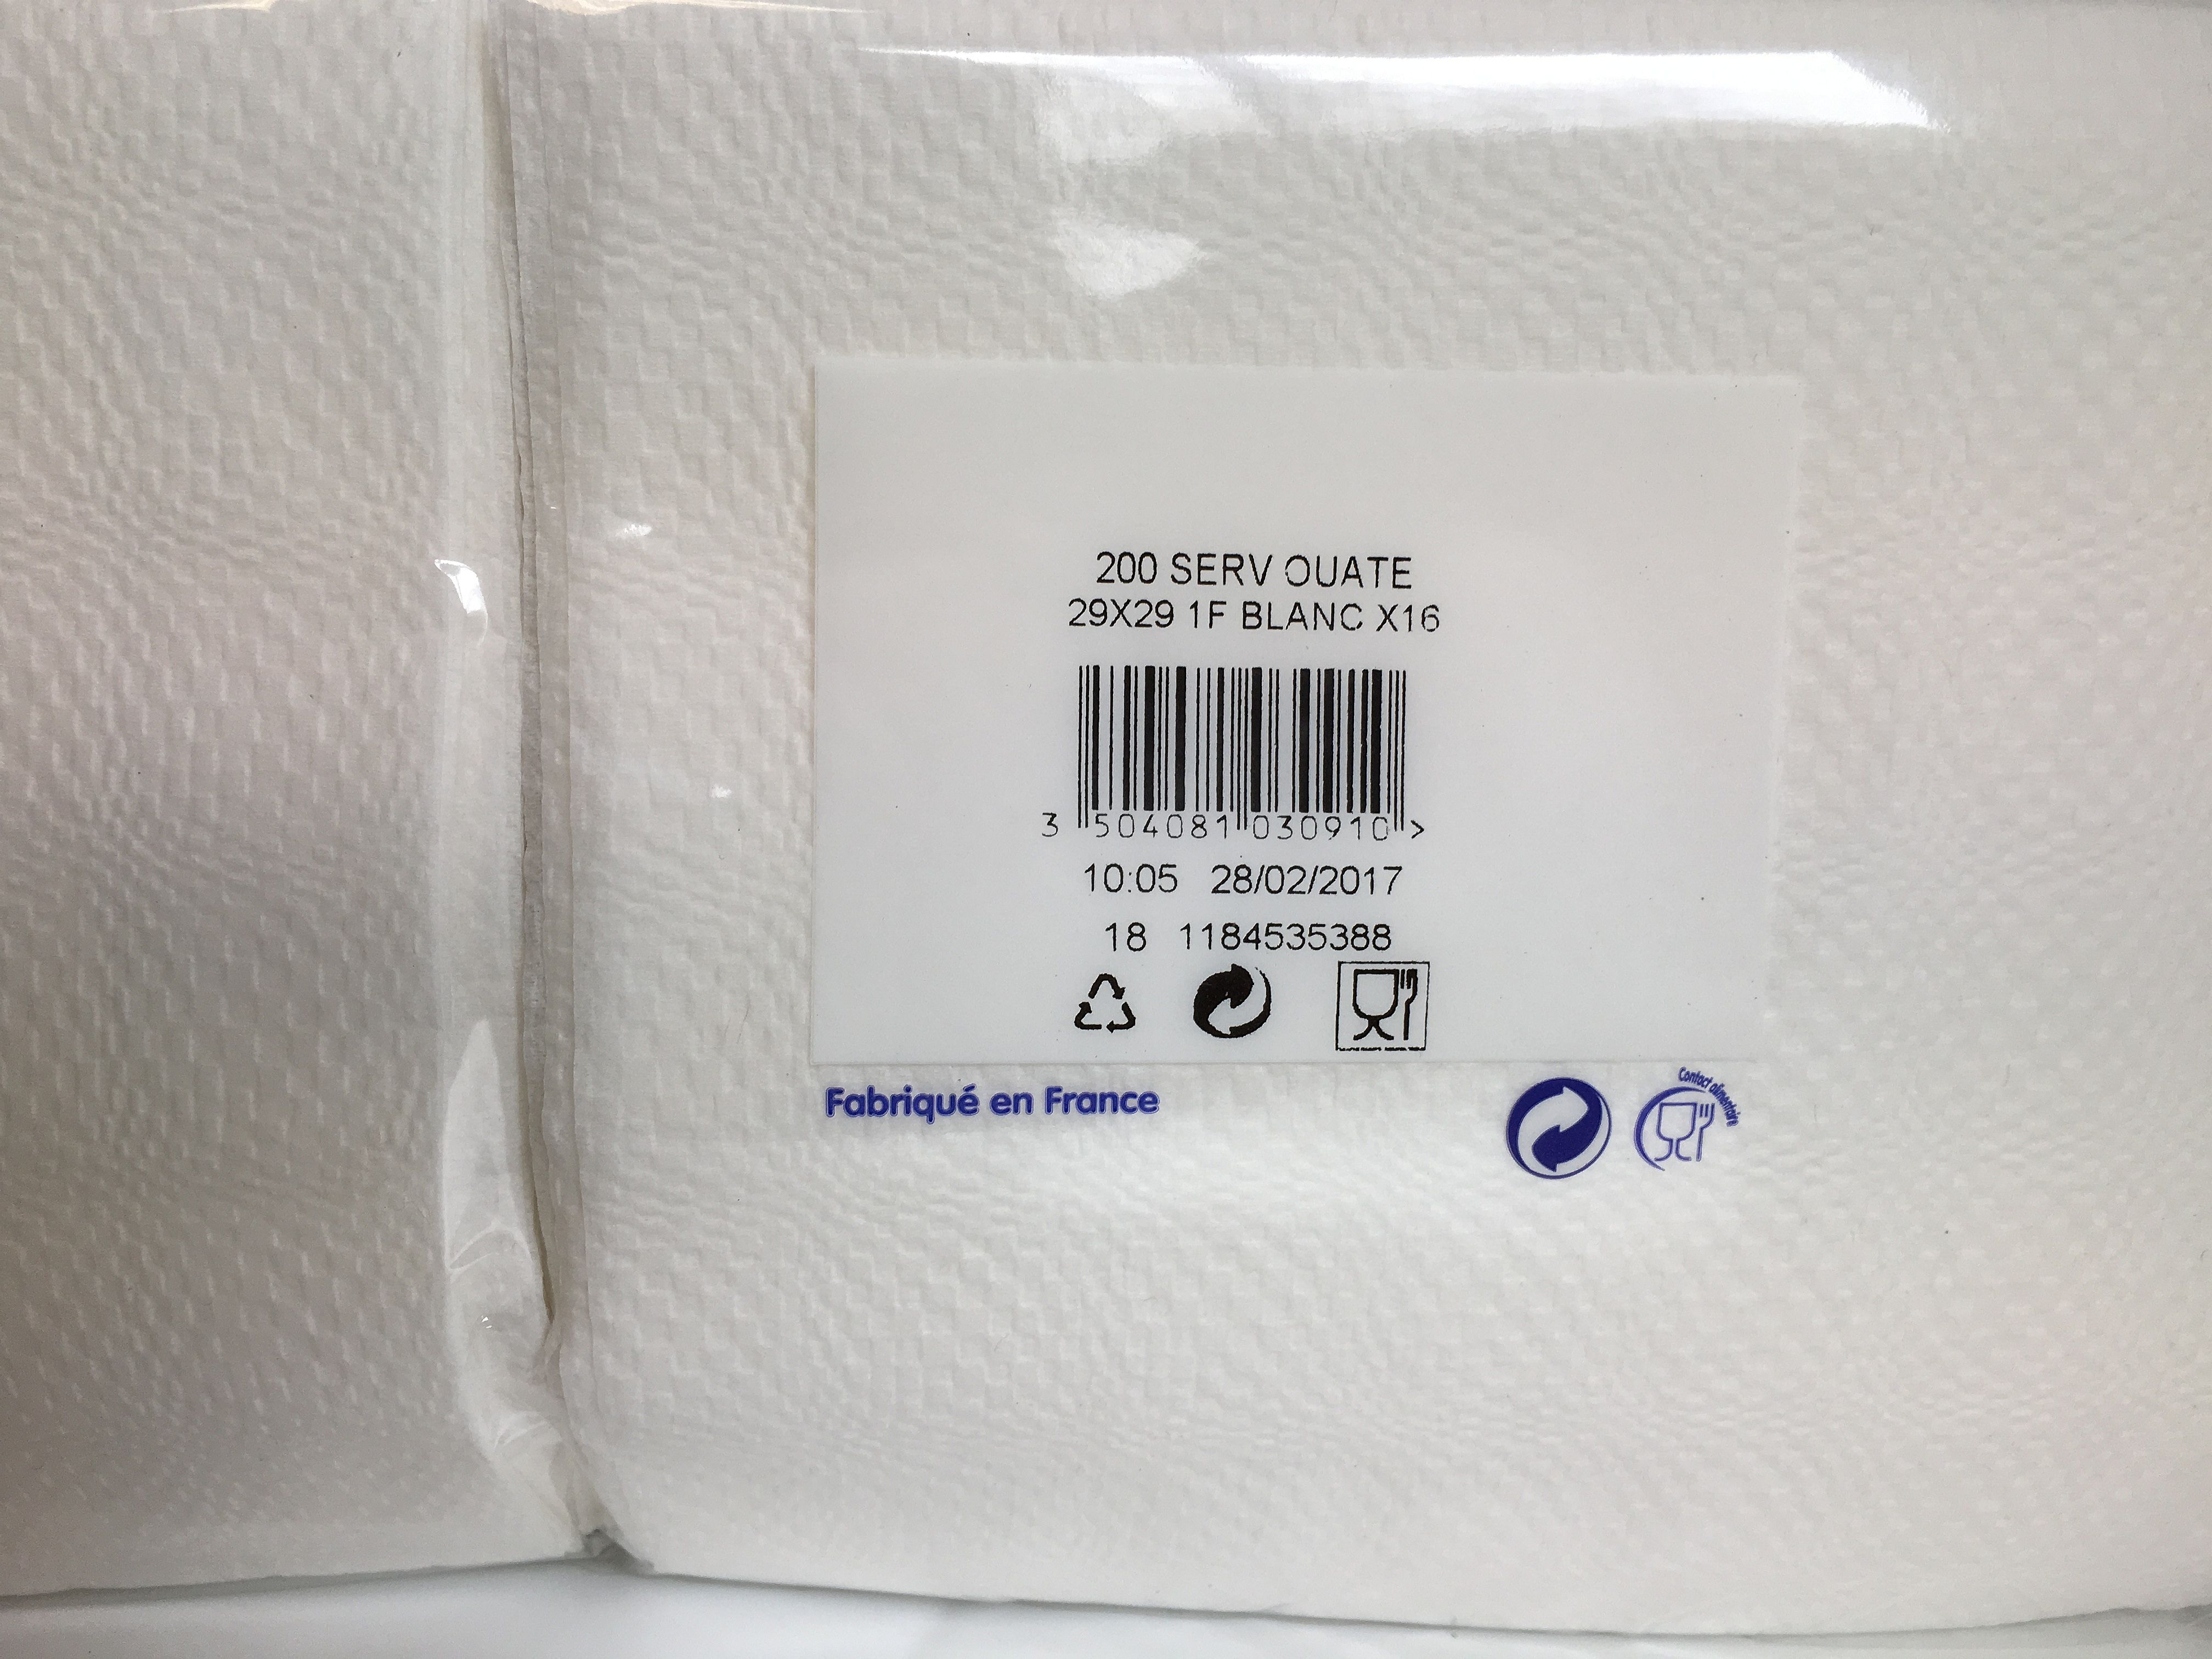 200 SERV OUATE
29X29 1F BLANC X16
3 504081 030910 >
10:05 28/02/2017
18 1184535388
Fabriqué en France
Contact alimentaire